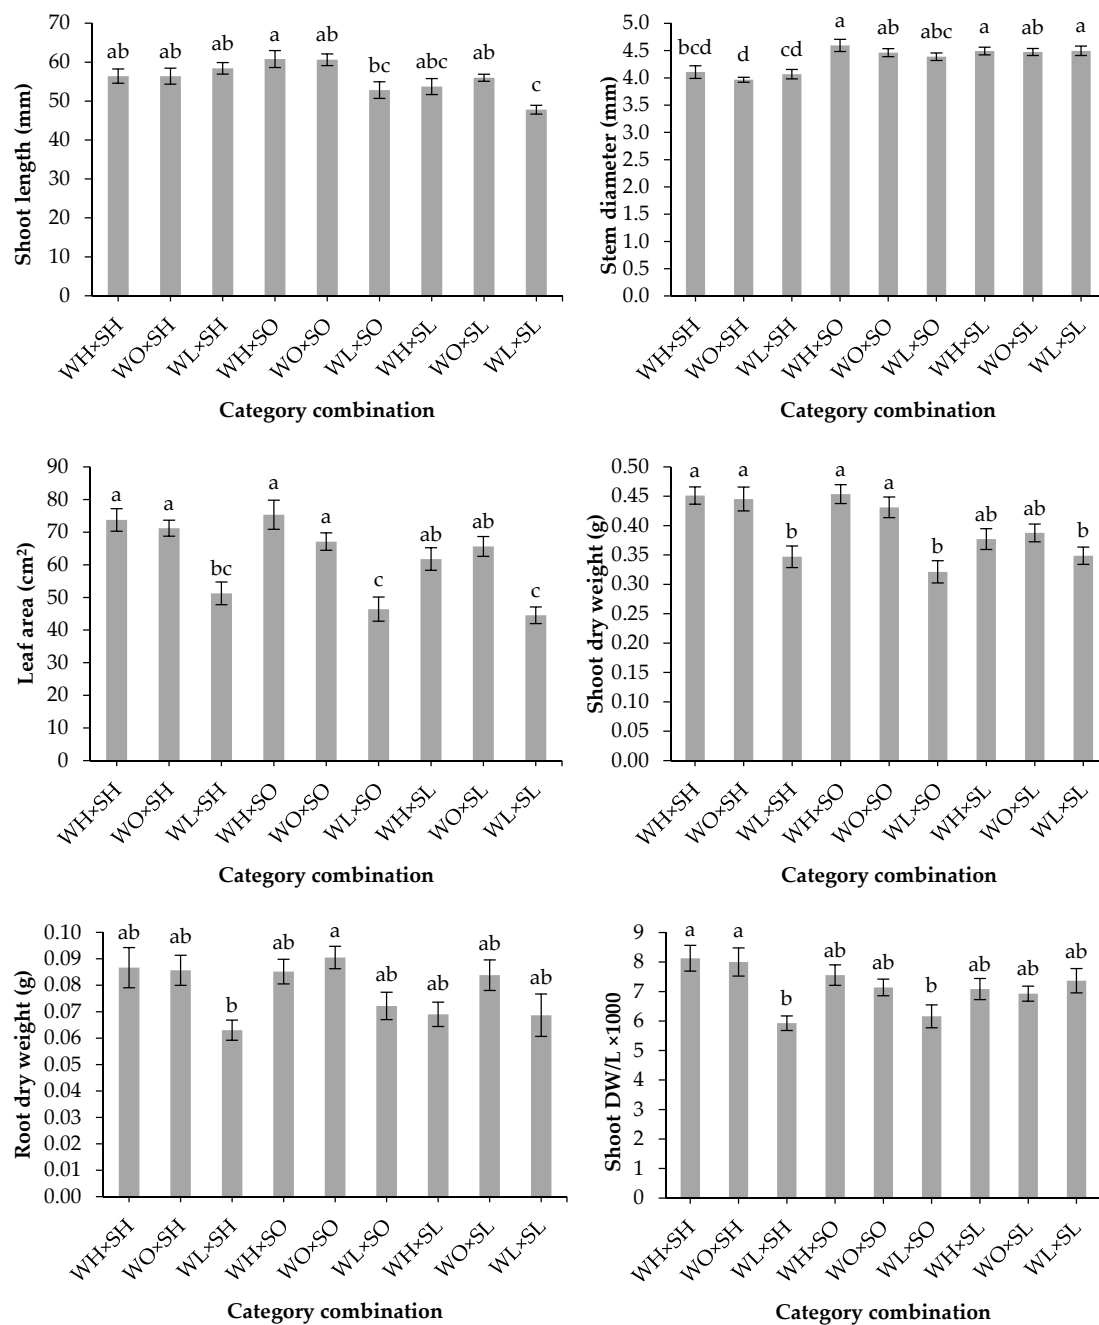 Shoot length (mm)
70
60
50
40
30
20
10
0
ab ab ab a ab bc abc ab c
WH×SH WO×SH WL×SH WH×SO WO×SO WL×SO WH×SL WO×SL WL×SL
Category combination
Stem diameter (mm)
5.0
4.5
4.0
3.5
3.0
2.5
2.0
1.5
1.0
0.5
0.0
bcd d cd a ab abc a ab a
WH×SH WO×SH WL×SH WH×SO WO×SO WL×SO WH×SL WO×SL WL×SL
Category combination
Leaf area (cm²)
90
80
70
60
50
40
30
20
10
0
a a bc a a c ab ab c
WH×SH WO×SH WL×SH WH×SO WO×SO WL×SO WH×SL WO×SL WL×SL
Category combination
Shoot dry weight (g)
0.50
0.45
0.40
0.35
0.30
0.25
0.20
0.15
0.10
0.05
0.00
a a b a a b ab ab b
WH×SH WO×SH WL×SH WH×SO WO×SO WL×SO WH×SL WO×SL WL×SL
Category combination
Root dry weight (g)
0.10
0.09
0.08
0.07
0.06
0.05
0.04
0.03
0.02
0.01
0.00
ab ab b ab a ab ab ab ab
WH×SH WO×SH WL×SH WH×SO WO×SO WL×SO WH×SL WO×SL WL×SL
Category combination
Shoot DW/L ×1000
9
8
7
6
5
4
3
2
1
0
a a b ab ab b ab ab ab
WH×SH WO×SH WL×SH WH×SO WO×SO WL×SO WH×SL WO×SL WL×SL
Category combination